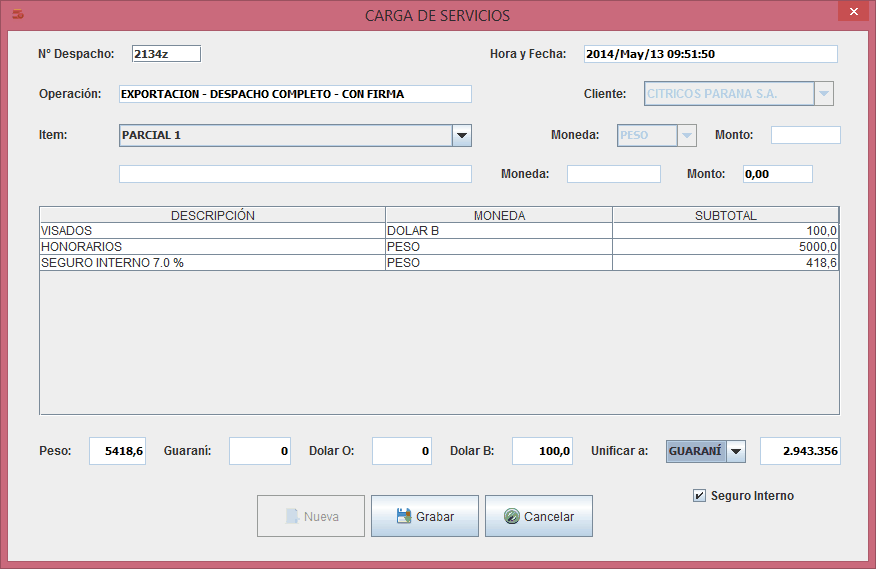 CARGA DE SERVICIOS
N° Despacho: 2134z Hora y Fecha: 2014/May/13 09:51:50
Operación: EXPORTACION - DESPACHO COMPLETO - CON FIRMA Cliente: CITRICOS PARANA S.A.
Item: PARCIAL 1 Moneda: PESO Monto:
Moneda: Monto: 0,00
DESCRIPCIÓN MONEDA SUBTOTAL
VISADOS DOLAR B 100,0
HONORARIOS PESO 5000,0
SEGURO INTERNO 7.0 % PESO 418,6
Peso: 5418,6 Guaraní: 0 Dolar O: 0 Dolar B: 100,0 Unificar a: GUARANÍ 2.943.356
Seguro Interno
Nueva Grabar Cancelar